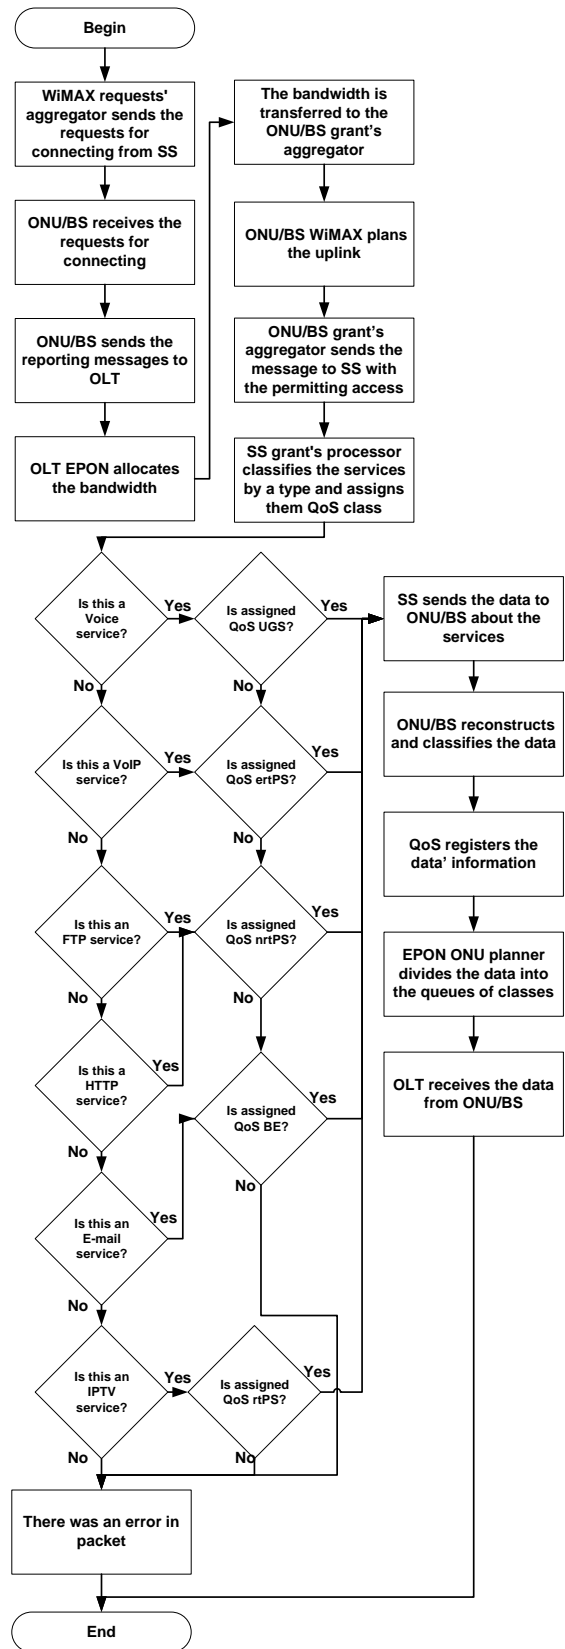 Begin
WiMAX requests'
aggregator sends the
requests for
connecting from SS
ONU/BS receives the
requests for
connecting
ONU/BS sends the
reporting messages to
OLT
OLT EPON allocates
the bandwidth
The bandwidth is
transferred to the
ONU/BS grant's
aggregator
ONU/BS WiMAX plans
the uplink
ONU/BS grant's
aggregator sends the
message to SS with
the permitting access
SS grant's processor
classifies the services
by a type and assigns
them QoS class
Is this a
Voice
service?
Yes
No
Is assigned
QoS UGS?
Yes
No
Is this a VoIP
service?
Yes
No
Is assigned
QoS ertPS?
Yes
No
Is this an
FTP service?
Yes
No
Is assigned
QoS nrtPS?
Yes
No
Is this a
HTTP
service?
Yes
No
Is assigned
QoS BE?
Yes
No
Is this an
E-mail
service?
Yes
No
Is this an
IPTV
service?
Yes
No
Is assigned
QoS rtPS?
Yes
No
SS sends the data to
ONU/BS about the
services
ONU/BS reconstructs
and classifies the data
QoS registers the
data' information
EPON ONU planner
divides the data into
the queues of classes
OLT receives the data
from ONU/BS
There was an error in
packet
End